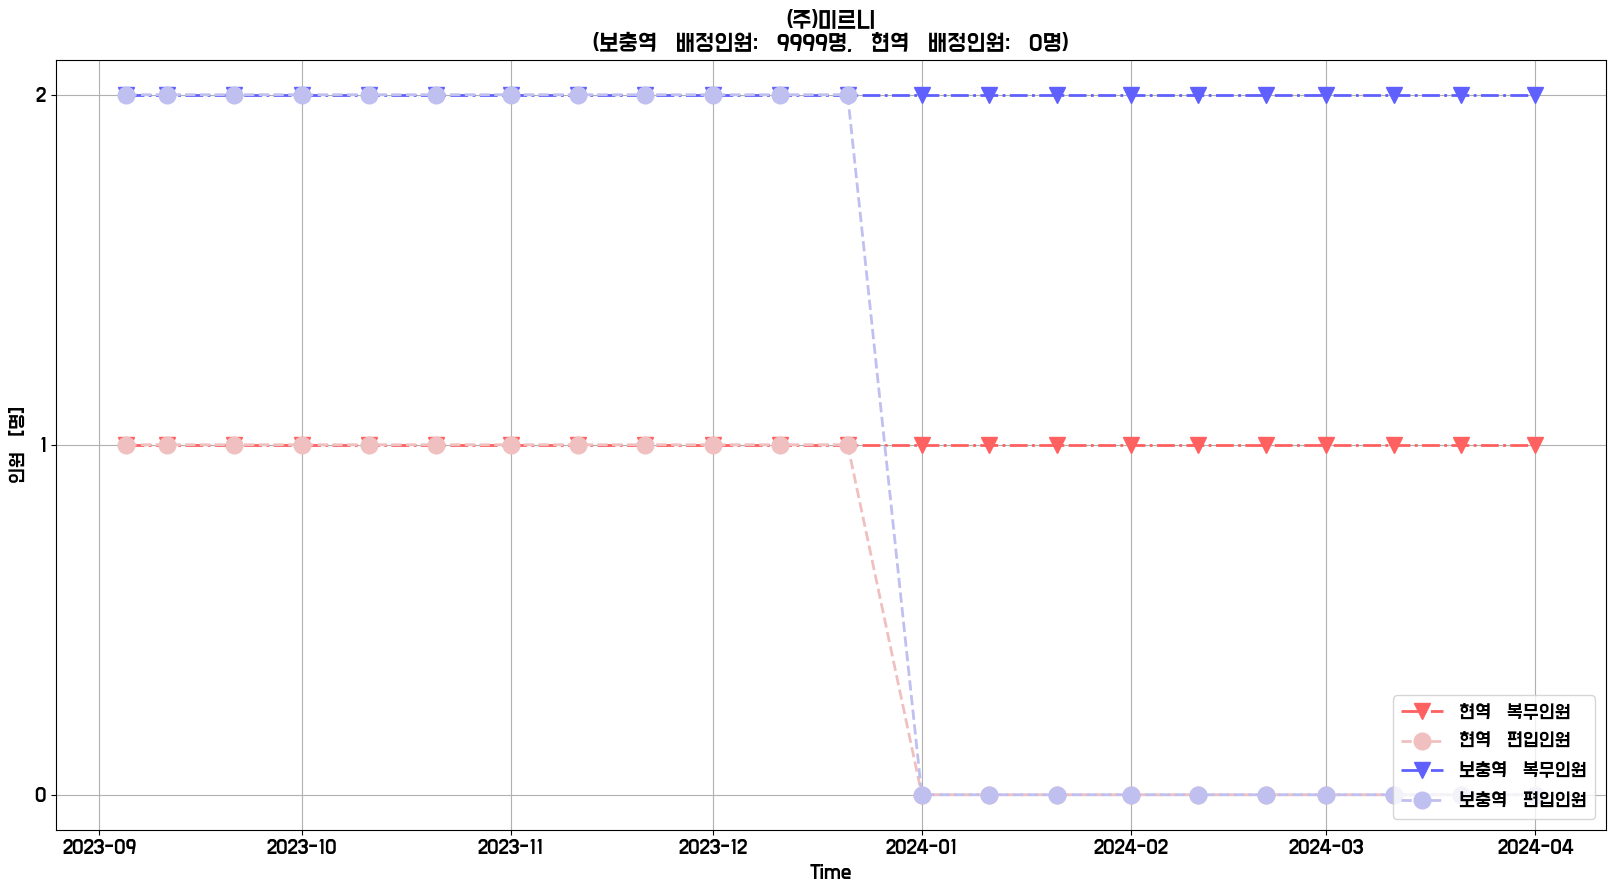 (주)미르니
(보충역 배정인원: 9999명, 현역 배정인원: 0명)
인원 [명]
2
1
0
2023-09 2023-10 2023-11 2023-12 2024-01 2024-02 2024-03 2024-04
Time
현역 복무인원
현역 편입인원
보충역 복무인원
보충역 편입인원